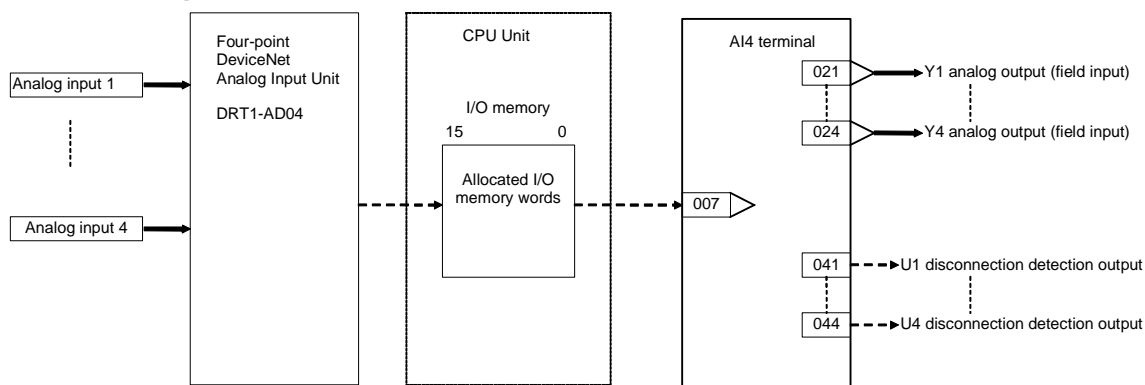 Four-point
DeviceNet
Analog Input Unit
DRT1-AD04
Analog input 1
Analog input 4
CPU Unit
I/O memory
15 0
Allocated I/O
memory words
AI4 terminal
021
Y1 analog output (field input)
024
Y4 analog output (field input)
007
041
U1 disconnection detection output
044
U4 disconnection detection output